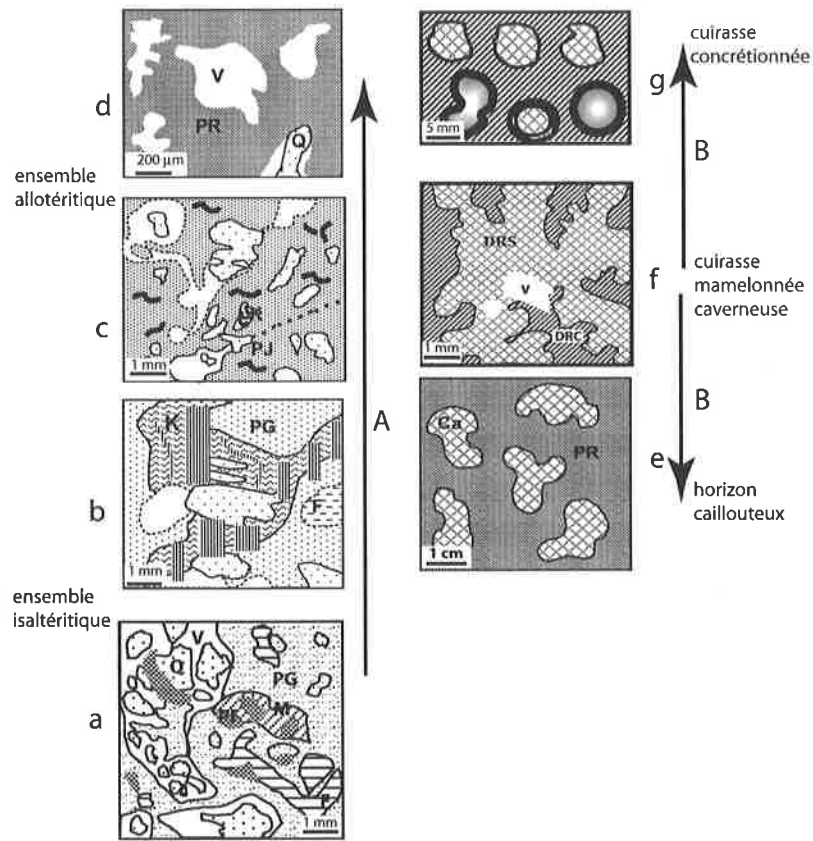 d
V
PR
Q
200 µm
ensemble
allotéritique
c
PJ
1 mm
b
K
PG
F
1 mm
ensemble
isaltéritique
a
V
Q
PG
M
1 mm
A
g
5 mm
cuirasse
concrétionnée
B
f
DRS
v
DRC
1 mm
cuirasse
mamelonnée
caverneuse
B
e
Ca
PR
1 cm
horizon
caillouteux